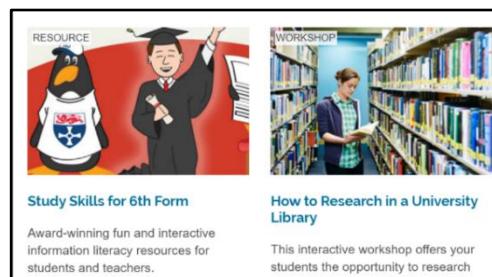 RESOURCE
Study Skills for 6th Form
Award-winning fun and interactive
information literacy resources for
students and teachers.
WORKSHOP
How to Research in a University
Library
This interactive workshop offers your
students the opportunity to research